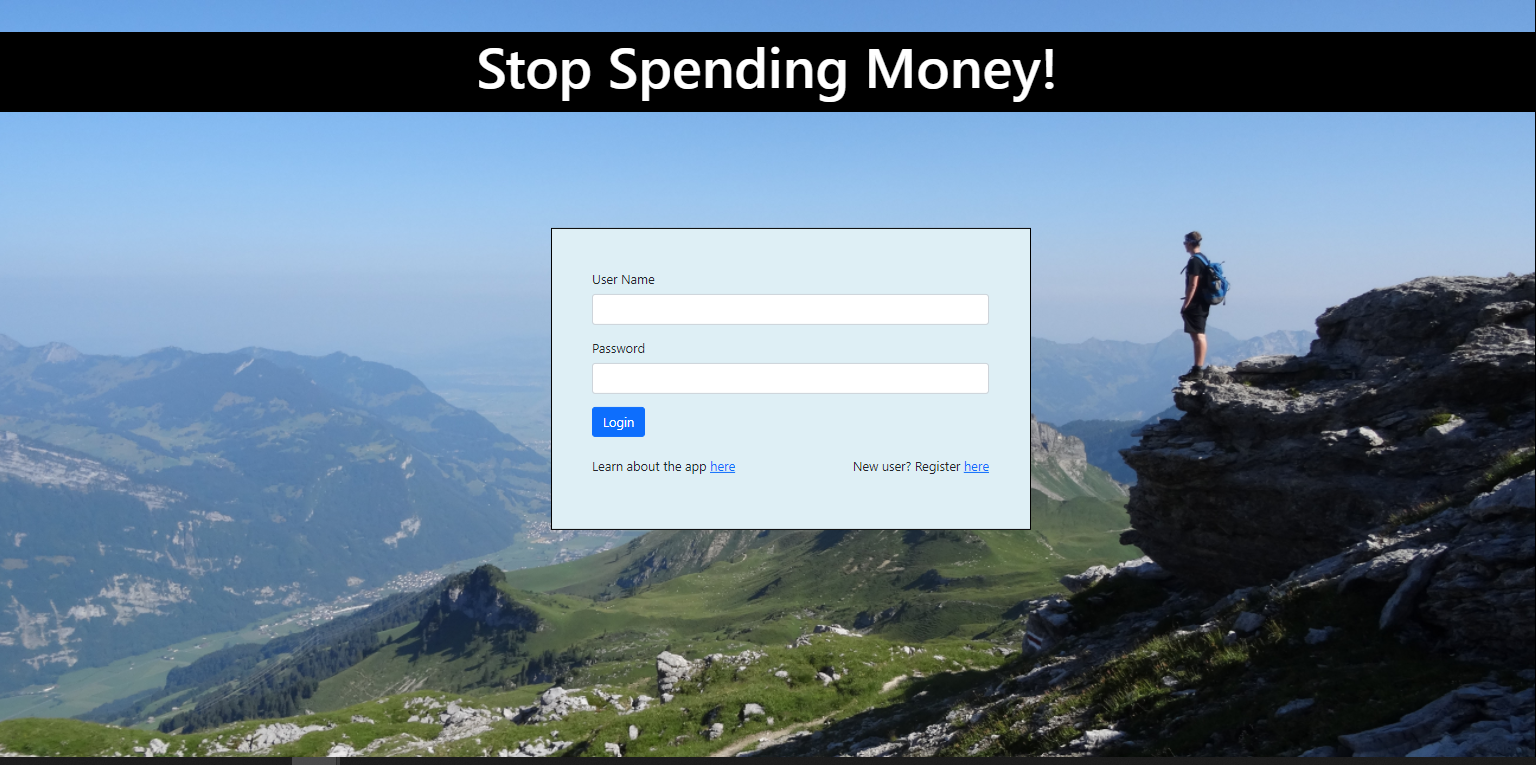 Stop Spending Money!
User Name
Password
Login
Learn about the app here
New user? Register here